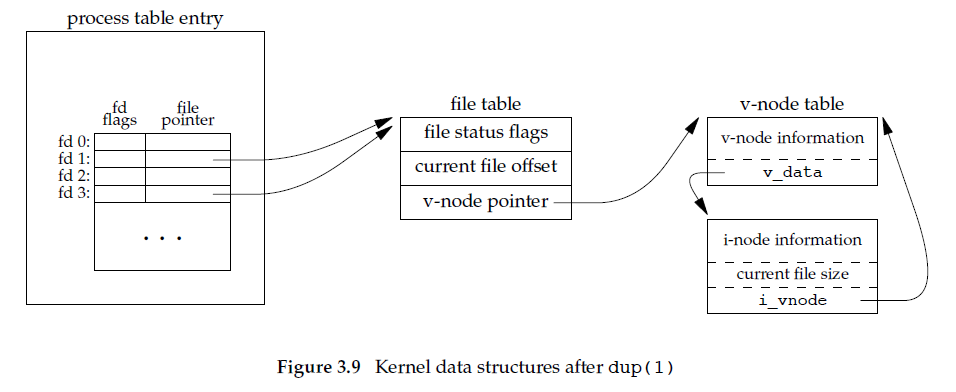 process table entry
fd flags
file pointer
fd 0:
fd 1:
fd 2:
fd 3:
. . .
file table
file status flags
current file offset
v-node pointer
v-node table
v-node information
v_data
i-node information
current file size
i_vnode
Figure 3.9 Kernel data structures after dup(1)